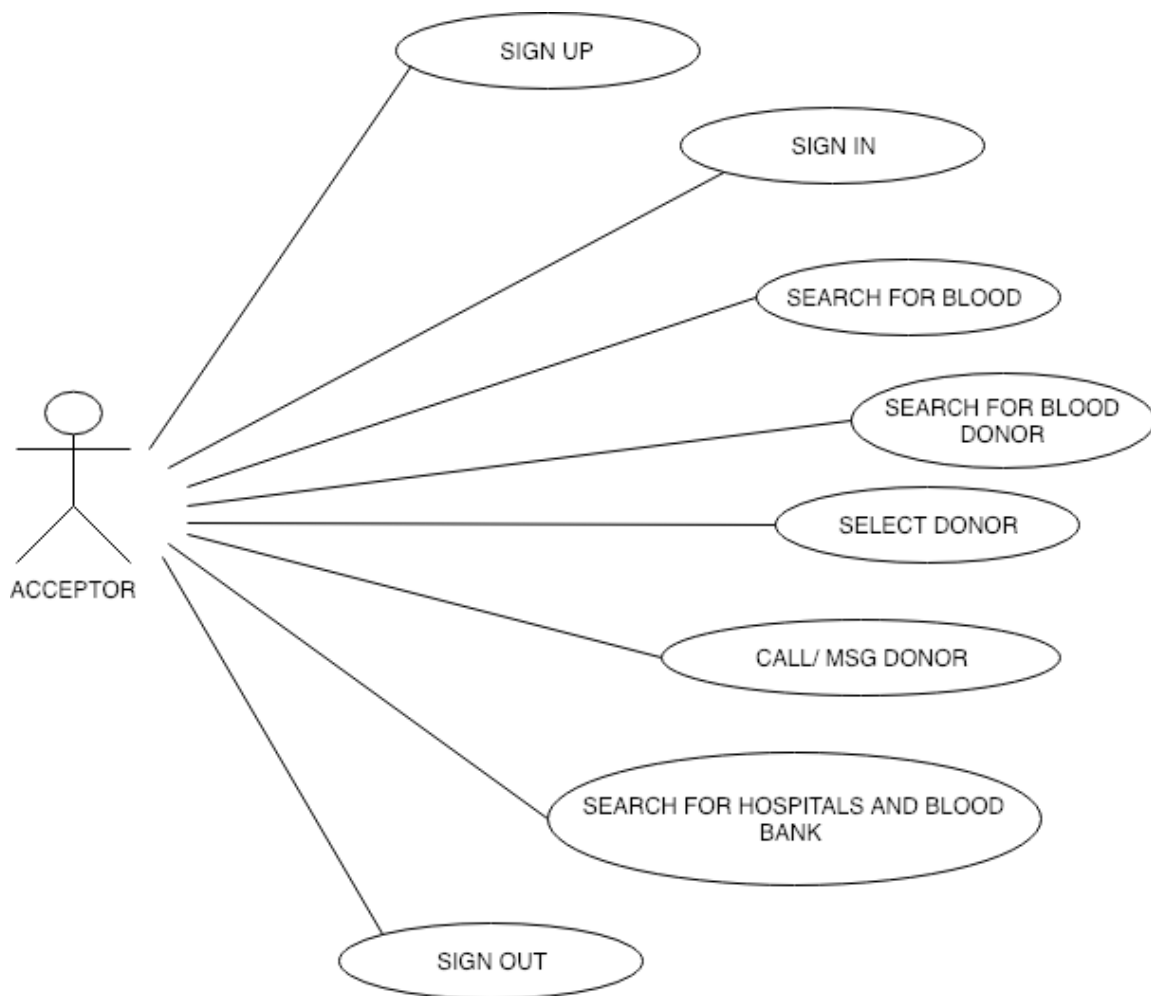 SIGN UP
SIGN IN
SEARCH FOR BLOOD
SEARCH FOR BLOOD
DONOR
SELECT DONOR
ACCEPTOR
CALL/ MSG DONOR
SEARCH FOR HOSPITALS AND BLOOD
BANK
SIGN OUT